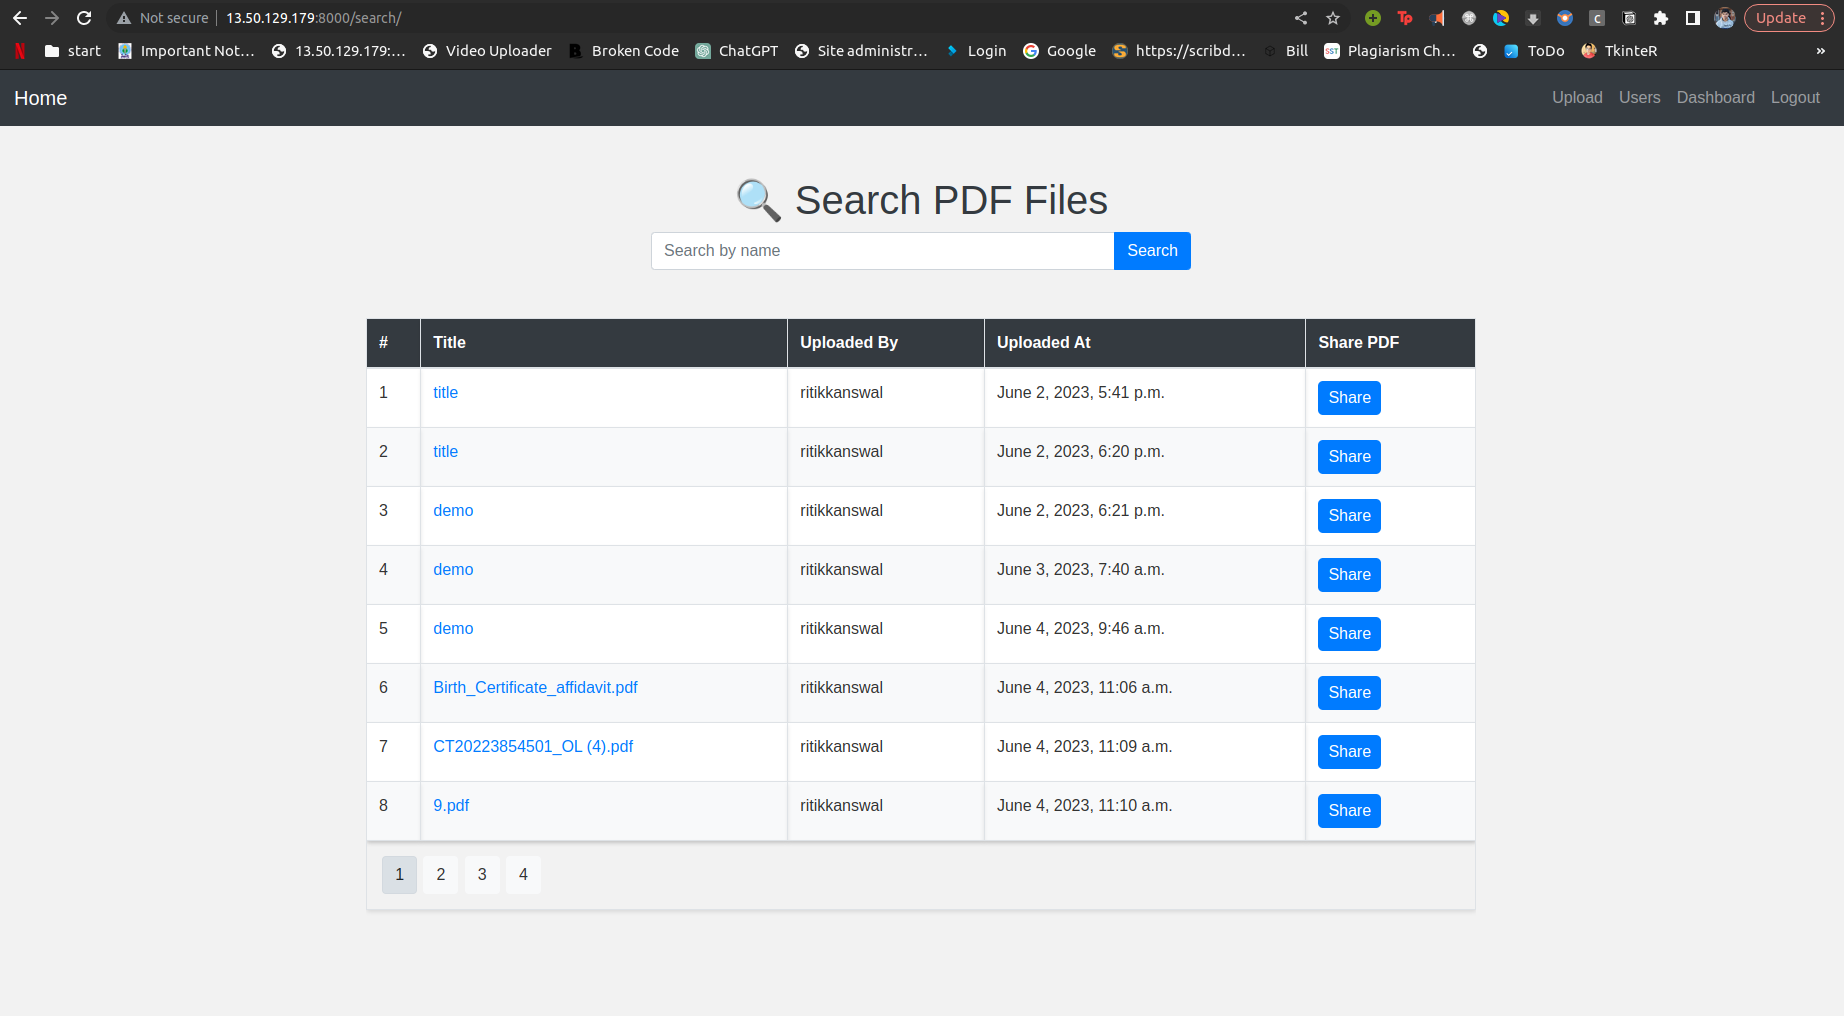 Not secure 13.50.129.179:8000/search/ Update
start Important Not... 13.50.129.179:... Video Uploader Broken Code ChatGPT Site administr... Login Google https://scribd... Bill SST Plagiarism Ch... ToDo TkinteR »
Home Upload Users Dashboard Logout
Search PDF Files
Search by name Search
# Title Uploaded By Uploaded At Share PDF
1 title ritikkanswal June 2, 2023, 5:41 p.m. Share
2 title ritikkanswal June 2, 2023, 6:20 p.m. Share
3 demo ritikkanswal June 2, 2023, 6:21 p.m. Share
4 demo ritikkanswal June 3, 2023, 7:40 a.m. Share
5 demo ritikkanswal June 4, 2023, 9:46 a.m. Share
6 Birth_Certificate_affidavit.pdf ritikkanswal June 4, 2023, 11:06 a.m. Share
7 CT20223854501_OL (4).pdf ritikkanswal June 4, 2023, 11:09 a.m. Share
8 9.pdf ritikkanswal June 4, 2023, 11:10 a.m. Share
1 2 3 4